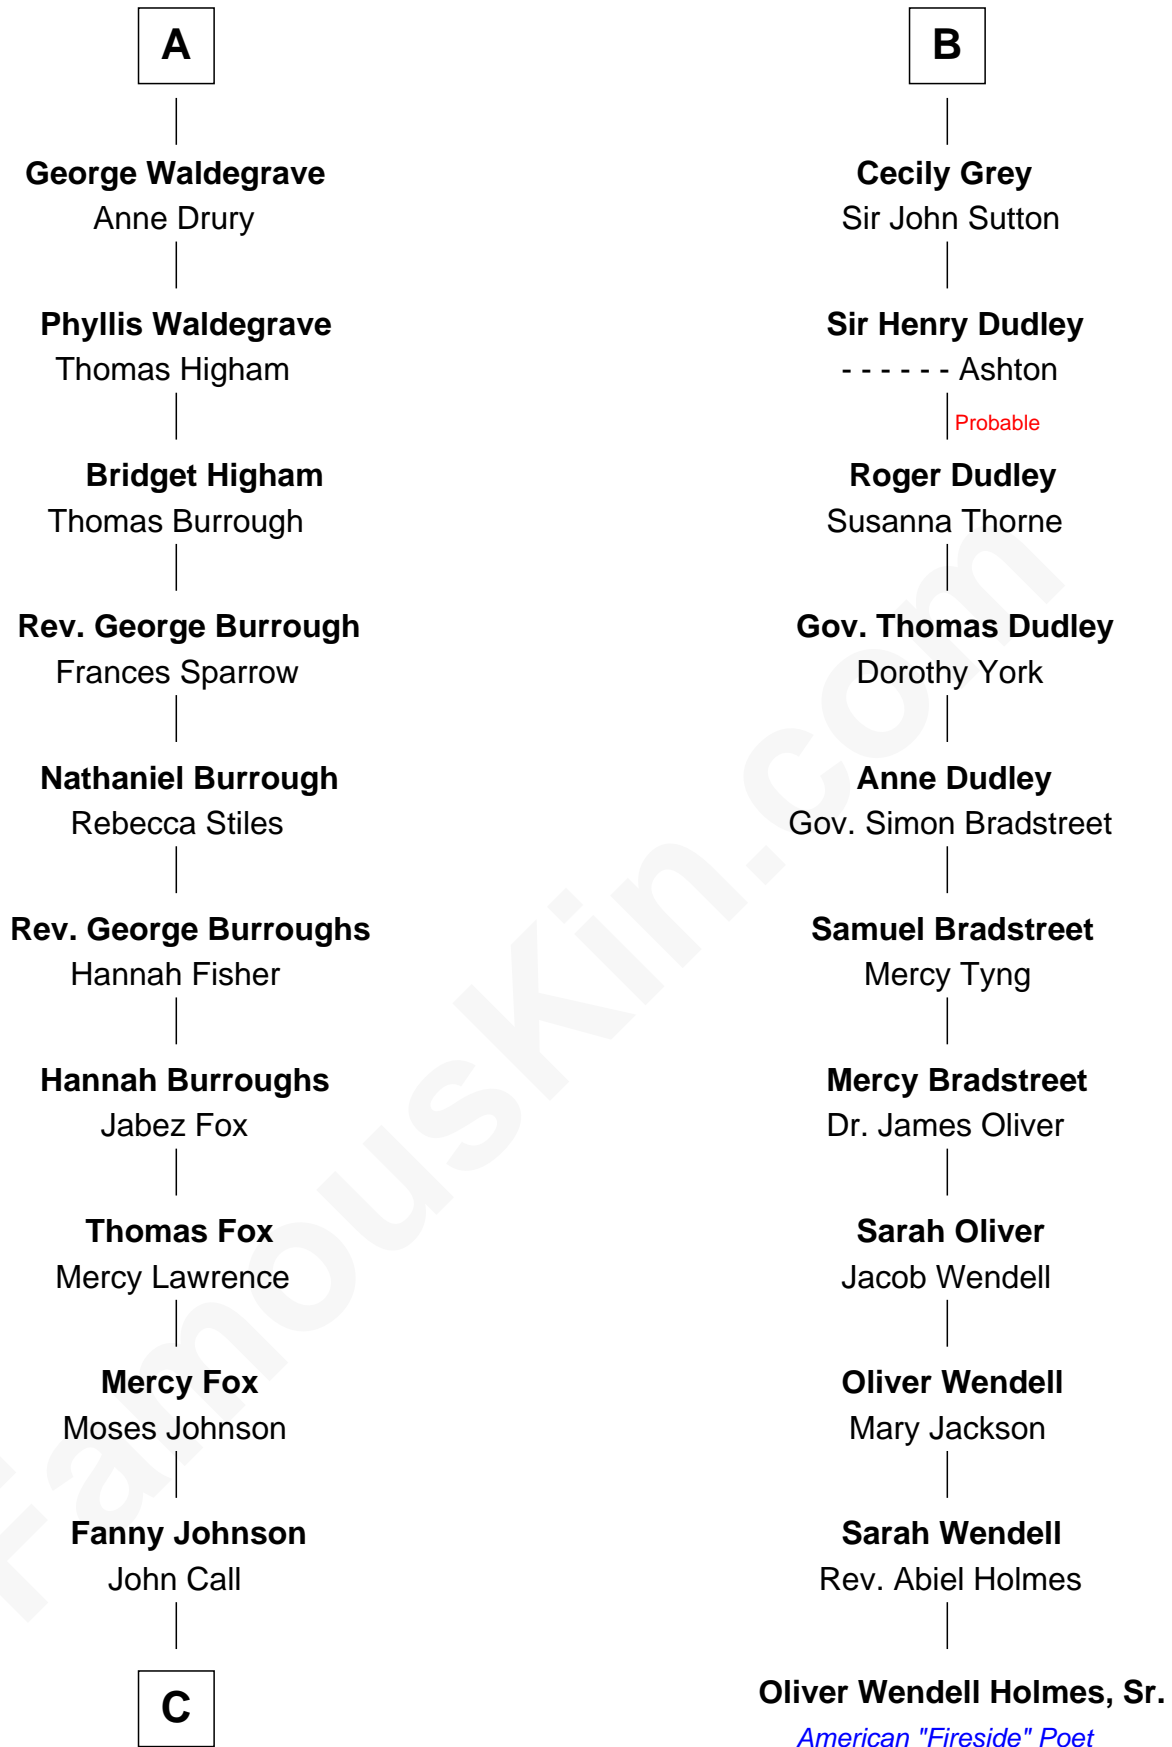 A
George Waldegrave
Anne Drury
Phyllis Waldegrave
Thomas Higham
Bridget Higham
Thomas Burrough
Rev. George Burrough
Frances Sparrow
Nathaniel Burrough
Rebecca Stiles
Rev. George Burroughs
Hannah Fisher
Hannah Burroughs
Jabez Fox
Thomas Fox
Mercy Lawrence
Mercy Fox
Moses Johnson
Fanny Johnson
John Call
C
B
Cecily Grey
Sir John Sutton
Sir Henry Dudley
- - - - - - Ashton
Probable
Roger Dudley
Susanna Thorne
Gov. Thomas Dudley
Dorothy York
Anne Dudley
Gov. Simon Bradstreet
Samuel Bradstreet
Mercy Tyng
Mercy Bradstreet
Dr. James Oliver
Sarah Oliver
Jacob Wendell
Oliver Wendell
Mary Jackson
Sarah Wendell
Rev. Abiel Holmes
Oliver Wendell Holmes, Sr.
American "Fireside" Poet
FamousKin.com